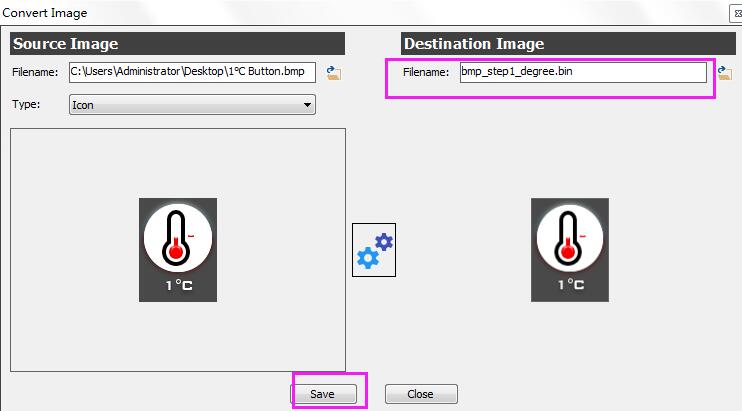 Convert Image
Source Image
Destination Image
Filename: C:\Users\Administrator\Desktop\1°C Button.bmp
Filename: bmp_step1_degree.bin
Type: Icon
1°C
1°C
Save
Close